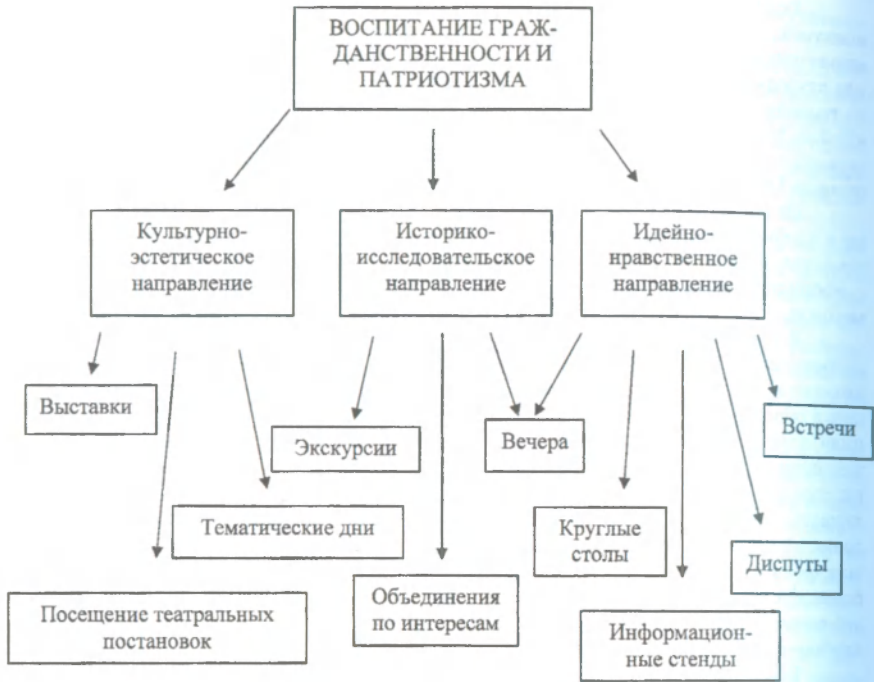 ВОСПИТАНИЕ ГРАЖ-
ДАНСТВЕННОСТИ И
ПАТРИОТИЗМА
Культурно-
эстетическое
направление
Историко-
исследовательское
направление
Идейно-
нравственное
направление
Выставки
Экскурсии
Вечера
Встречи
Тематические дни
Круглые
столы
Диспуты
Посещение театральных
постановок
Объединения
по интересам
Информацион-
ные стенды